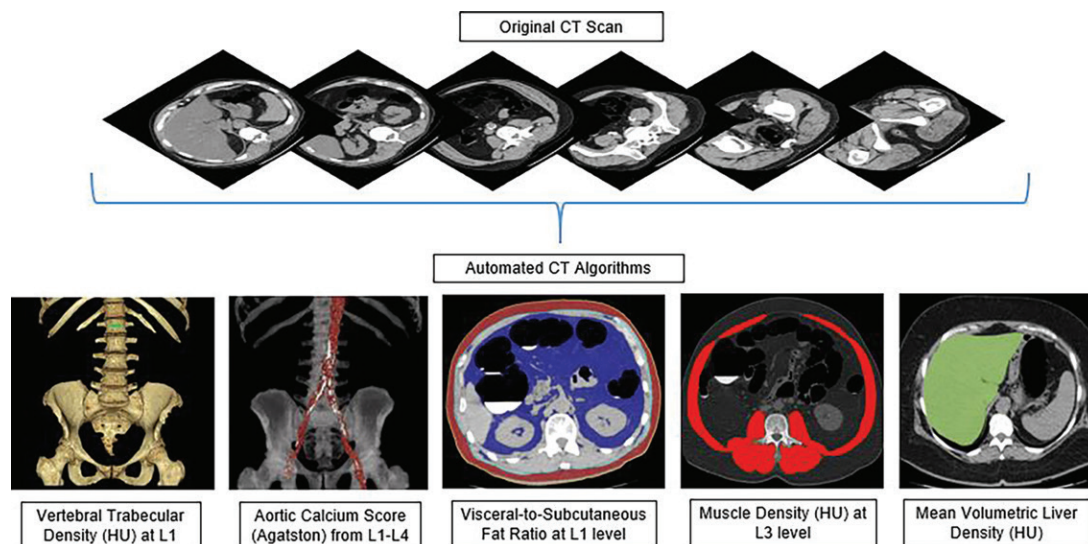 Original CT Scan
Automated CT Algorithms
Vertebral Trabecular
Density (HU) at L1
Aortic Calcium Score
(Agatston) from L1-L4
Visceral-to-Subcutaneous
Fat Ratio at L1 level
Muscle Density (HU) at
L3 level
Mean Volumetric Liver
Density (HU)